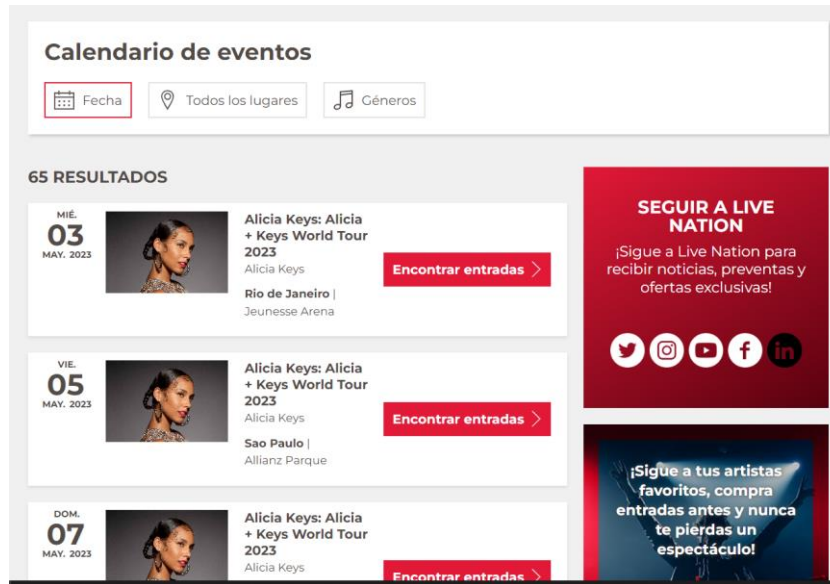 Calendario de eventos
Fecha
Todos los lugares
Géneros
65 RESULTADOS
MIÉ.
03
MAY. 2023
Alicia Keys: Alicia
+ Keys World Tour
2023
Alicia Keys
Rio de Janeiro |
Jeunesse Arena
Encontrar entradas
VIE.
05
MAY. 2023
Alicia Keys: Alicia
+ Keys World Tour
2023
Alicia Keys
Sao Paulo |
Allianz Parque
Encontrar entradas
DOM.
07
MAY. 2023
Alicia Keys: Alicia
+ Keys World Tour
2023
Alicia Keys
Encontrar entradas
SEGUIR A LIVE
NATION
¡Sigue a Live Nation para
recibir noticias, preventas y
ofertas exclusivas!
in
¡Sigue a tus artistas
favoritos, compra
entradas antes y nunca
te pierdas un
espectáculo!